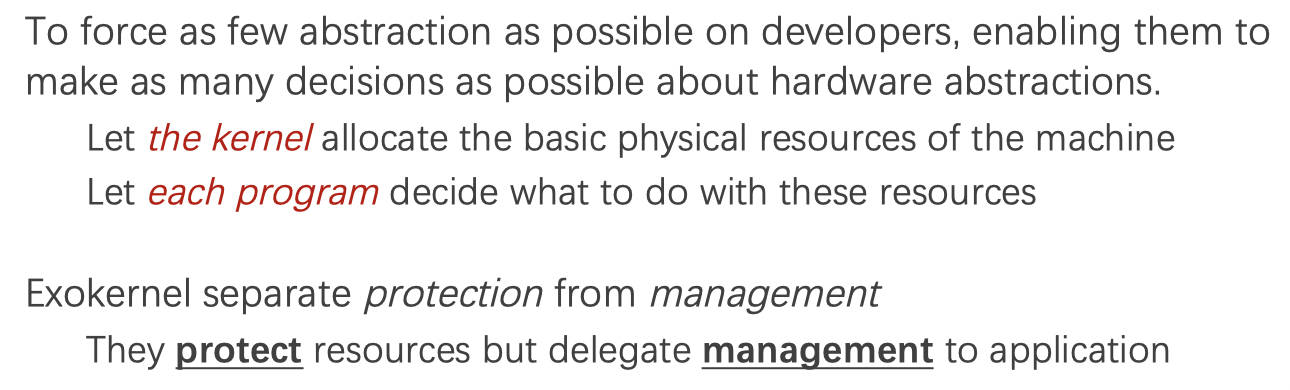 To force as few abstraction as possible on developers, enabling them to
make as many decisions as possible about hardware abstractions.
Let the kernel allocate the basic physical resources of the machine
Let each program decide what to do with these resources
Exokernel separate protection from management
They protect resources but delegate management to application